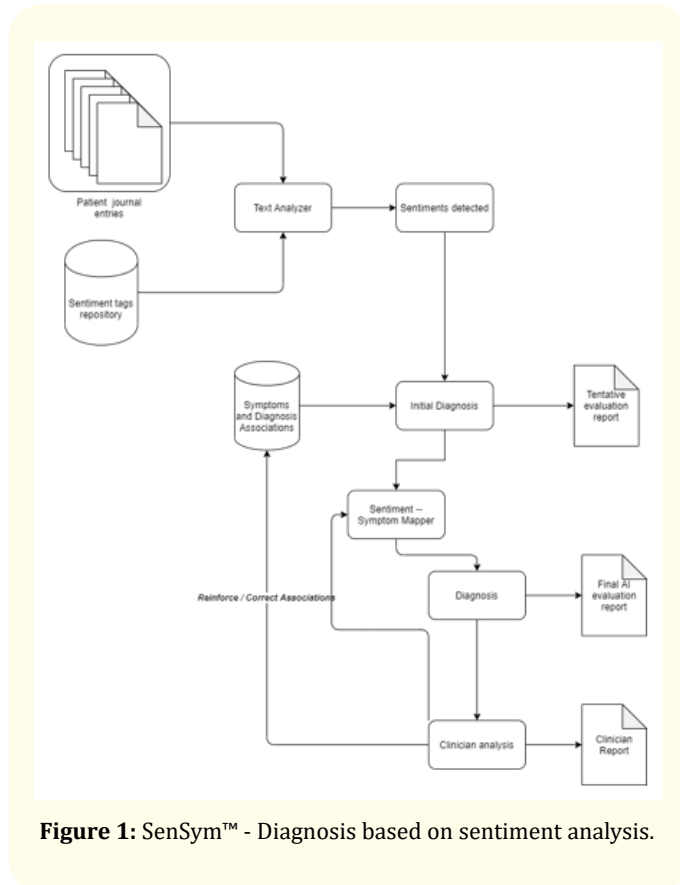 Patient journal
entries
Text Analyzer
Sentiments detected
Sentiment tags
repository
Symptoms
and Diagnosis
Associations
Initial Diagnosis
Tentative
evaluation
report
Sentiment --
Symptom Mapper
Reinforce / Correct Associations
Diagnosis
Final AI
evaluation
report
Clinician analysis
Clinician
Report
Figure 1: SenSym™ - Diagnosis based on sentiment analysis.